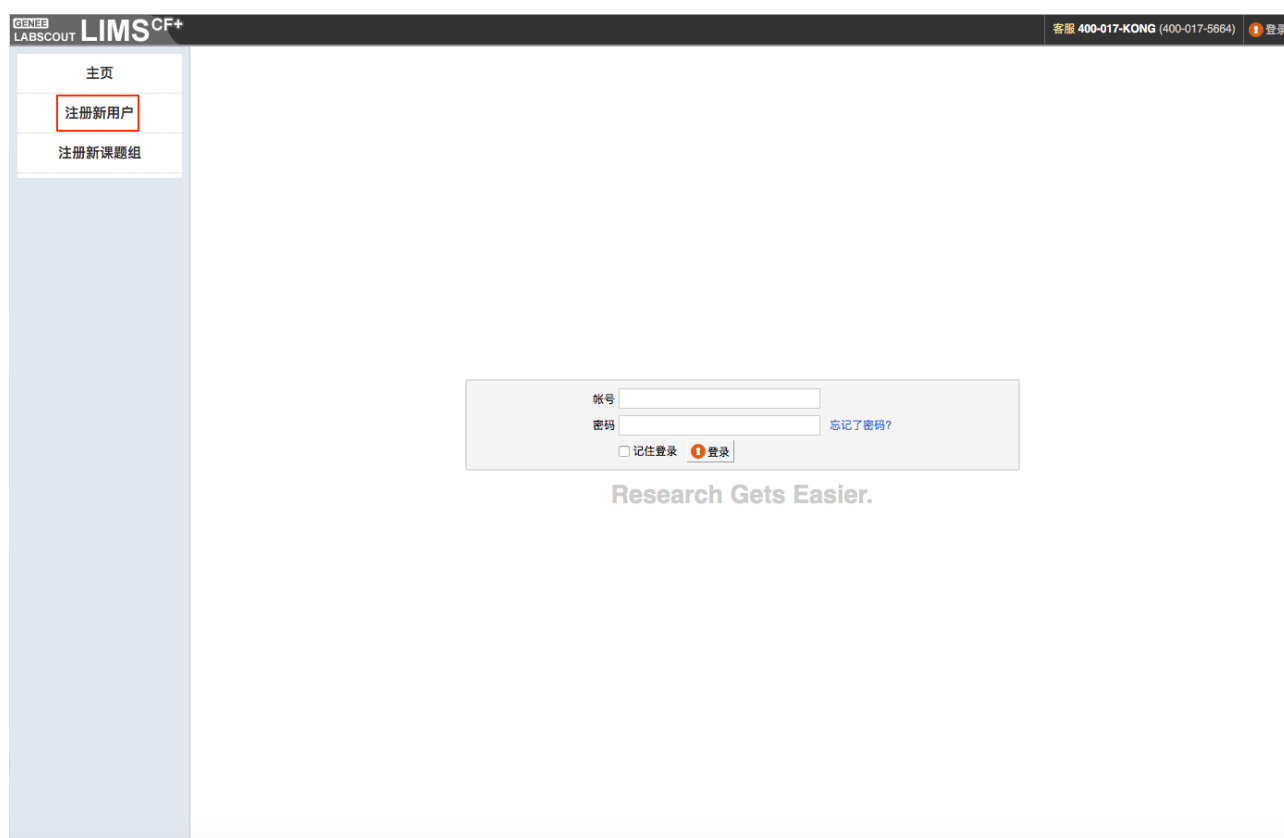 GENEE
LABSCOUT LIMS CF+
客服 400-017-KONG (400-017-5664) 登录
主页
注册新用户
注册新课题组
帐号
密码 忘记了密码?
记住登录 登录
Research Gets Easier.